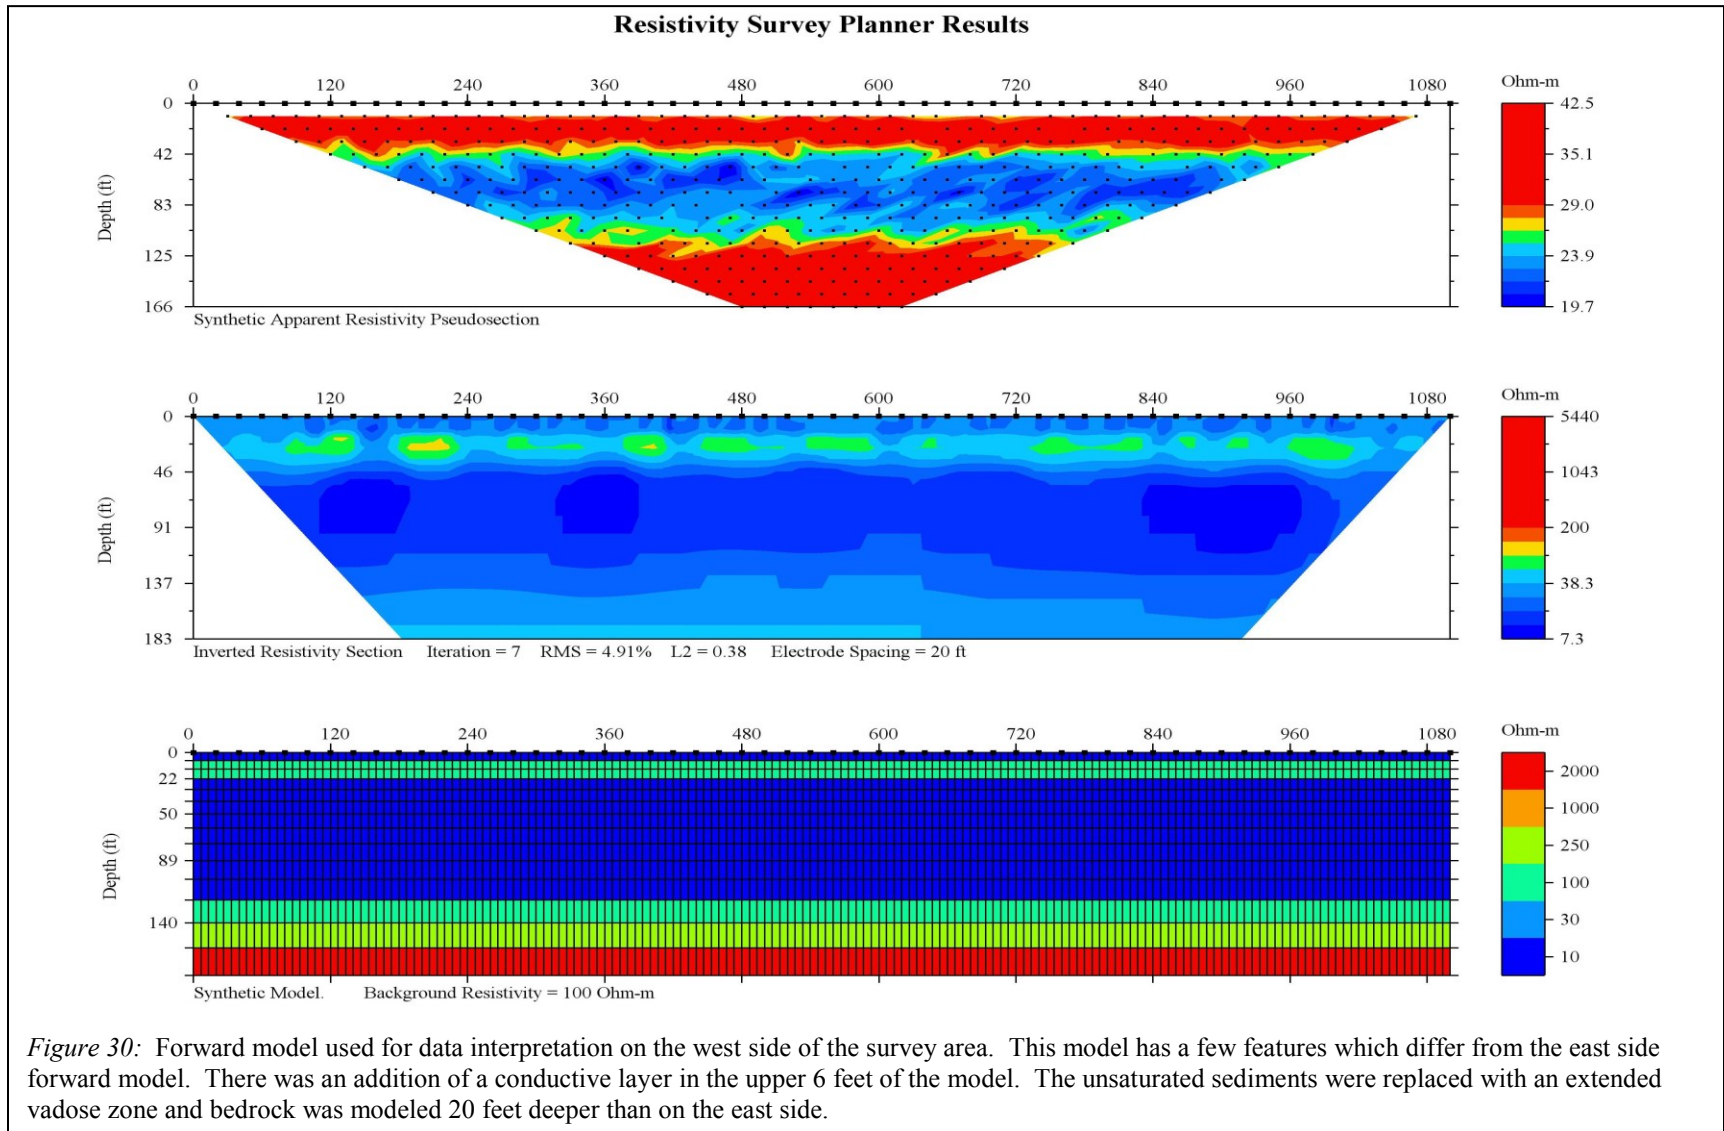 Resistivity Survey Planner Results
0 120 240 360 480 600 720 840 960 1080
Ohm-m
Depth (ft)
0
42
83
125
166
42.5
35.1
29.0
23.9
19.7
Synthetic Apparent Resistivity Pseudosection
0 120 240 360 480 600 720 840 960 1080
Ohm-m
Depth (ft)
0
46
91
137
183
5440
1043
200
38.3
7.3
Inverted Resistivity Section Iteration = 7 RMS = 4.91% L2 = 0.38 Electrode Spacing = 20 ft
0 120 240 360 480 600 720 840 960 1080
Ohm-m
Depth (ft)
0
22
50
89
140
2000
1000
250
100
30
10
Synthetic Model. Background Resistivity = 100 Ohm-m
Figure 30: Forward model used for data interpretation on the west side of the survey area. This model has a few features which differ from the east side
forward model. There was an addition of a conductive layer in the upper 6 feet of the model. The unsaturated sediments were replaced with an extended
vadose zone and bedrock was modeled 20 feet deeper than on the east side.